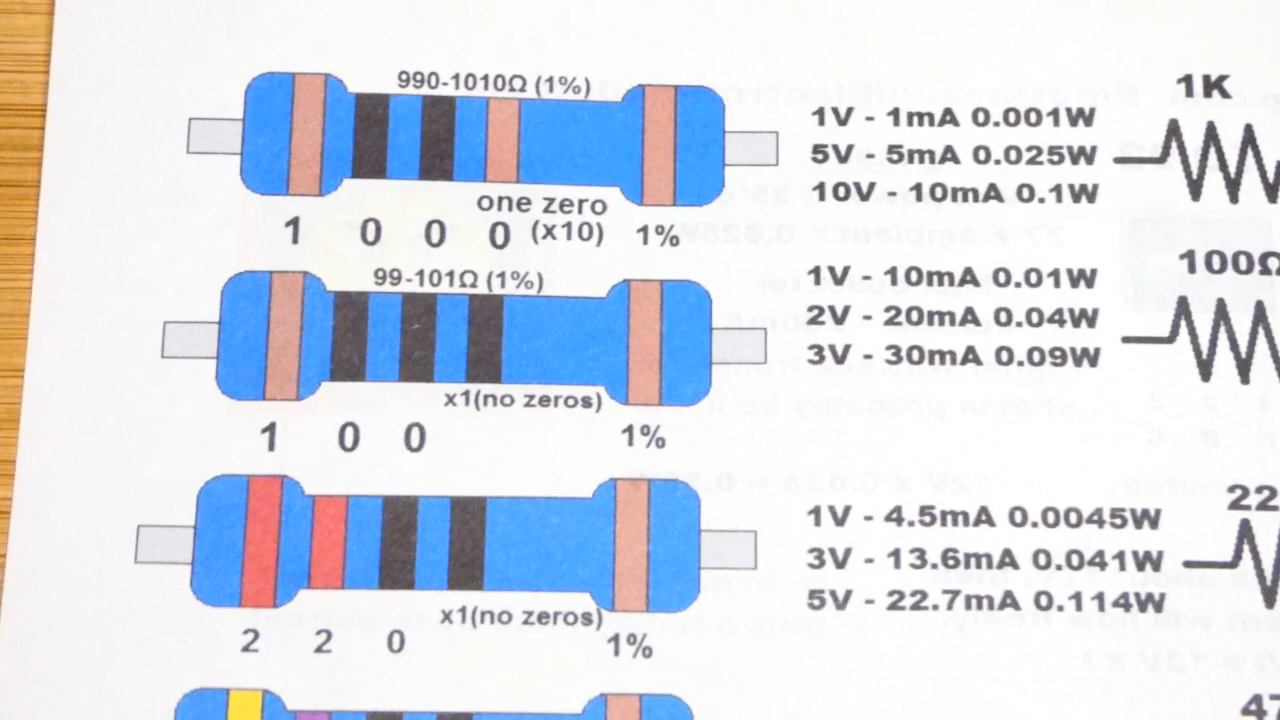 990-1010Ω (1%)
1K
1V - 1mA 0.001W
5V - 5mA 0.025W
10V - 10mA 0.1W
one zero
1 0 0 0 (x10) 1%
99-101Ω (1%)
100Ω
1V - 10mA 0.01W
2V - 20mA 0.04W
3V - 30mA 0.09W
x1(no zeros)
1 0 0 1%
22
1V - 4.5mA 0.0045W
3V - 13.6mA 0.041W
5V - 22.7mA 0.114W
x1(no zeros)
2 2 0 1%
47